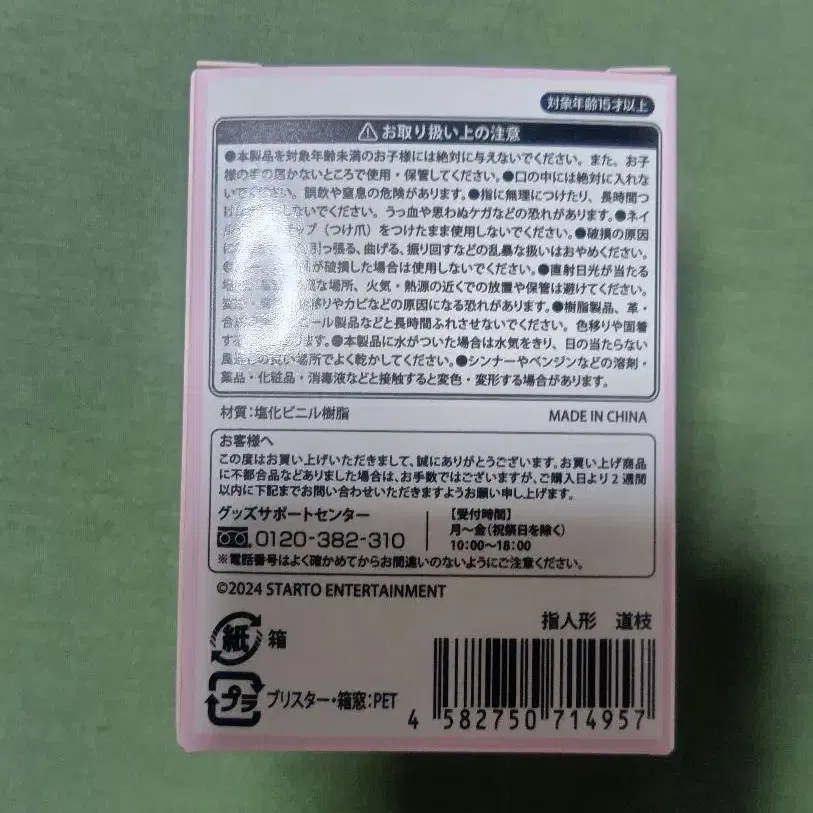 対象年齢15才以上
⚠お取り扱い上の注意
●本製品を対象年齢未満のお子様には絶対に与えないでください。また、お子
様の手の届かないところで使用・保管してください。●口の中には絶対に入れな
いでください。誤飲や窒息の危険があります。●指に無理につけたり、長時間つ
しないでください。うっ血や思わぬケガなどの恐れがあります。●ネイ
チップ（つけ爪）をつけたまま使用しないでください。●破損の原因
引っ張る、曲げる、振り回すなどの乱暴な扱いはおやめください。
が破損した場合は使用しないでください。●直射日光が当たる
な場所、火気・熱源の近くでの放置や保管は避けてください。
移りやカビなどの原因になる恐れがあります。●樹脂製品、革・
ール製品などと長時間ふれさせないでください。色移りや固着
ます。●本製品に水がついた場合は水気をきり、日の当たらない
風通しの良い場所でよく乾かしてください。●シンナーやベンジンなどの溶剤・
薬品・化粧品・消毒液などと接触すると変色・変形する場合があります。
材質:塩化ビニル樹脂 MADE IN CHINA
お客様へ
この度はお買い上げいただきまして、誠にありがとうございます。お買い上げ商品
に不都合品などありました場合は、お手数ではございますが、ご購入日より2週間
以内に下記までお問い合わせいただきますようお願い申し上げます。
グッズサポートセンター
0120-382-310
【受付時間】
月～金(祝祭日を除く)
10:00～18:00
※電話番号はよく確かめてからお間違いのないようにご注意ください。
©2024 STARTO ENTERTAINMENT
指人形 道枝
紙 箱
プラ ブリスター・箱窓:PET
4 582750 714957